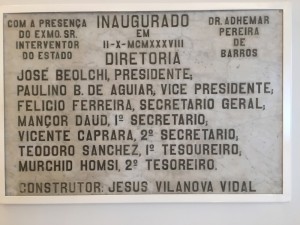 COM A PRESENÇA DO EXMO. SR. INTERVENTOR DO ESTADO
INAUGURADO
EM
II-X-MCMXXXVIII
DR. ADHEMAR PEREIRA DE BARROS
DIRETORIA
JOSÉ BEOLCHI, PRESIDENTE;
PAULINO B. DE AGUIAR, VICE PRESIDENTE;
FELICIO FERREIRA, SECRETARIO GERAL;
MANÇOR DAUD, 1º SECRETARIO;
VICENTE CAPRARA, 2º SECRETARIO;
TEODORO SANCHEZ, 1º TESOUREIRO;
MURCHID HOMSI, 2º TESOREIRO.
CONSTRUTOR: JESUS VILANOVA VIDAL